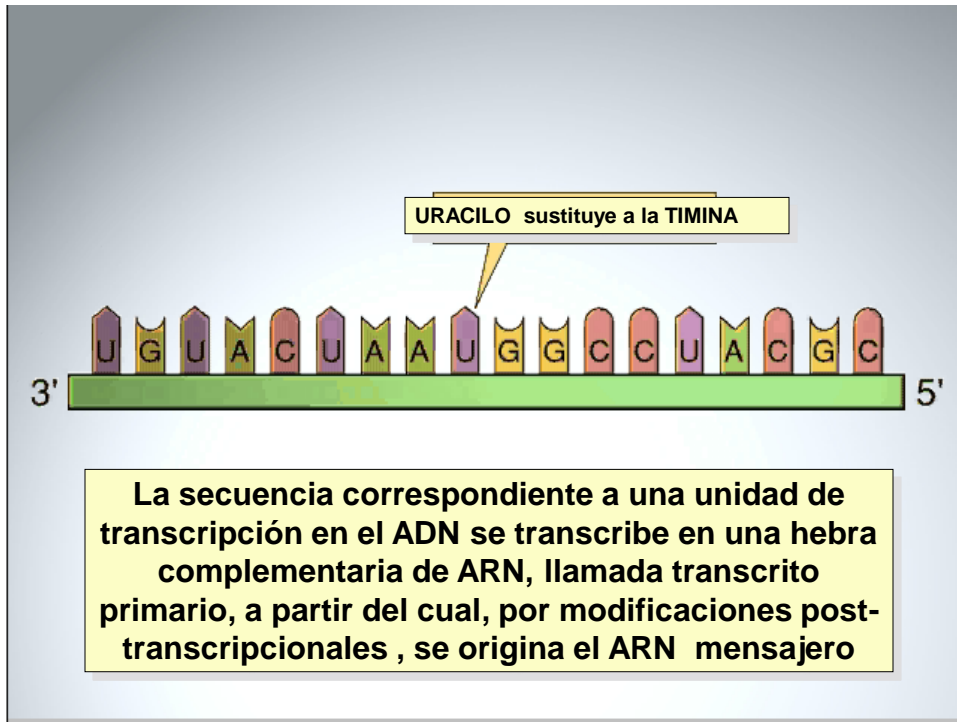 URACILO sustituye a la TIMINA
U G U A C U A A U G G C C U A C G C
3' 5'
La secuencia correspondiente a una unidad de
transcripción en el ADN se transcribe en una hebra
complementaria de ARN, llamada transcrito
primario, a partir del cual, por modificaciones post-
transcripcionales , se origina el ARN mensajero